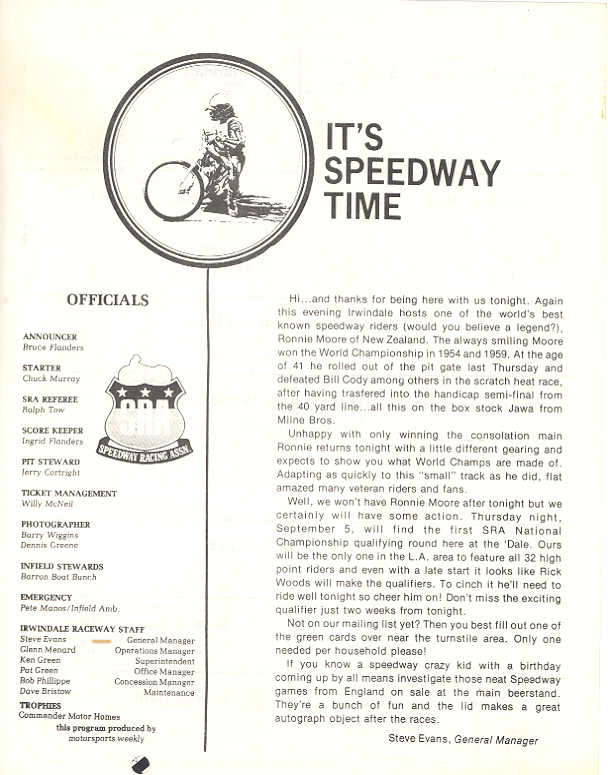 IT'S
SPEEDWAY
TIME
OFFICIALS
ANNOUNCER
Bruce Flanders
STARTER
Chuck Murray
SRA REFEREE
Ralph Tow
SCORE KEEPER
Ingrid Flanders
PIT STEWARD
Jerry Cortright
TICKET MANAGEMENT
Willy McNeil
PHOTOGRAPHER
Barry Wiggins
Dennis Greene
INFIELD STEWARDS
Barron Boat Bunch
EMERGENCY
Pete Manos/Infield Amb.
IRWINDALE RACEWAY STAFF
Steve Evans General Manager
Glenn Menard Operations Manager
Ken Green Superintendent
Pat Green Office Manager
Bob Phillippe Concession Manager
Dave Bristow Maintenance
TROPHIES
Commander Motor Homes
this program produced by
motorsports weekly
SRA
SPEEDWAY RACING ASSN.
Hi...and thanks for being here with us tonight. Again
this evening Irwindale hosts one of the world's best
known speedway riders (would you believe a legend?),
Ronnie Moore of New Zealand. The always smiling Moore
won the World Championship in 1954 and 1959. At the age
of 41 he rolled out of the pit gate last Thursday and
defeated Bill Cody among others in the scratch heat race,
after having trasfered into the handicap semi-final from
the 40 yard line...all this on the box stock Jawa from
Milne Bros.
Unhappy with only winning the consolation main
Ronnie returns tonight with a little different gearing and
expects to show you what World Champs are made of.
Adapting as quickly to this "small" track as he did, flat
amazed many veteran riders and fans.
Well, we won't have Ronnie Moore after tonight but we
certainly will have some action. Thursday night,
September 5, will find the first SRA National
Championship qualifying round here at the 'Dale. Ours
will be the only one in the L.A. area to feature all 32 high
point riders and even with a late start it looks like Rick
Woods will make the qualifiers. To cinch it he'll need to
ride well tonight so cheer him on! Don't miss the exciting
qualifier just two weeks from tonight.
Not on our mailing list yet? Then you best fill out one of
the green cards over near the turnstile area. Only one
needed per household please!
If you know a speedway crazy kid with a birthday
coming up by all means investigate those neat Speedway
games from England on sale at the main beerstand.
They're a bunch of fun and the lid makes a great
autograph object after the races.
Steve Evans, General Manager